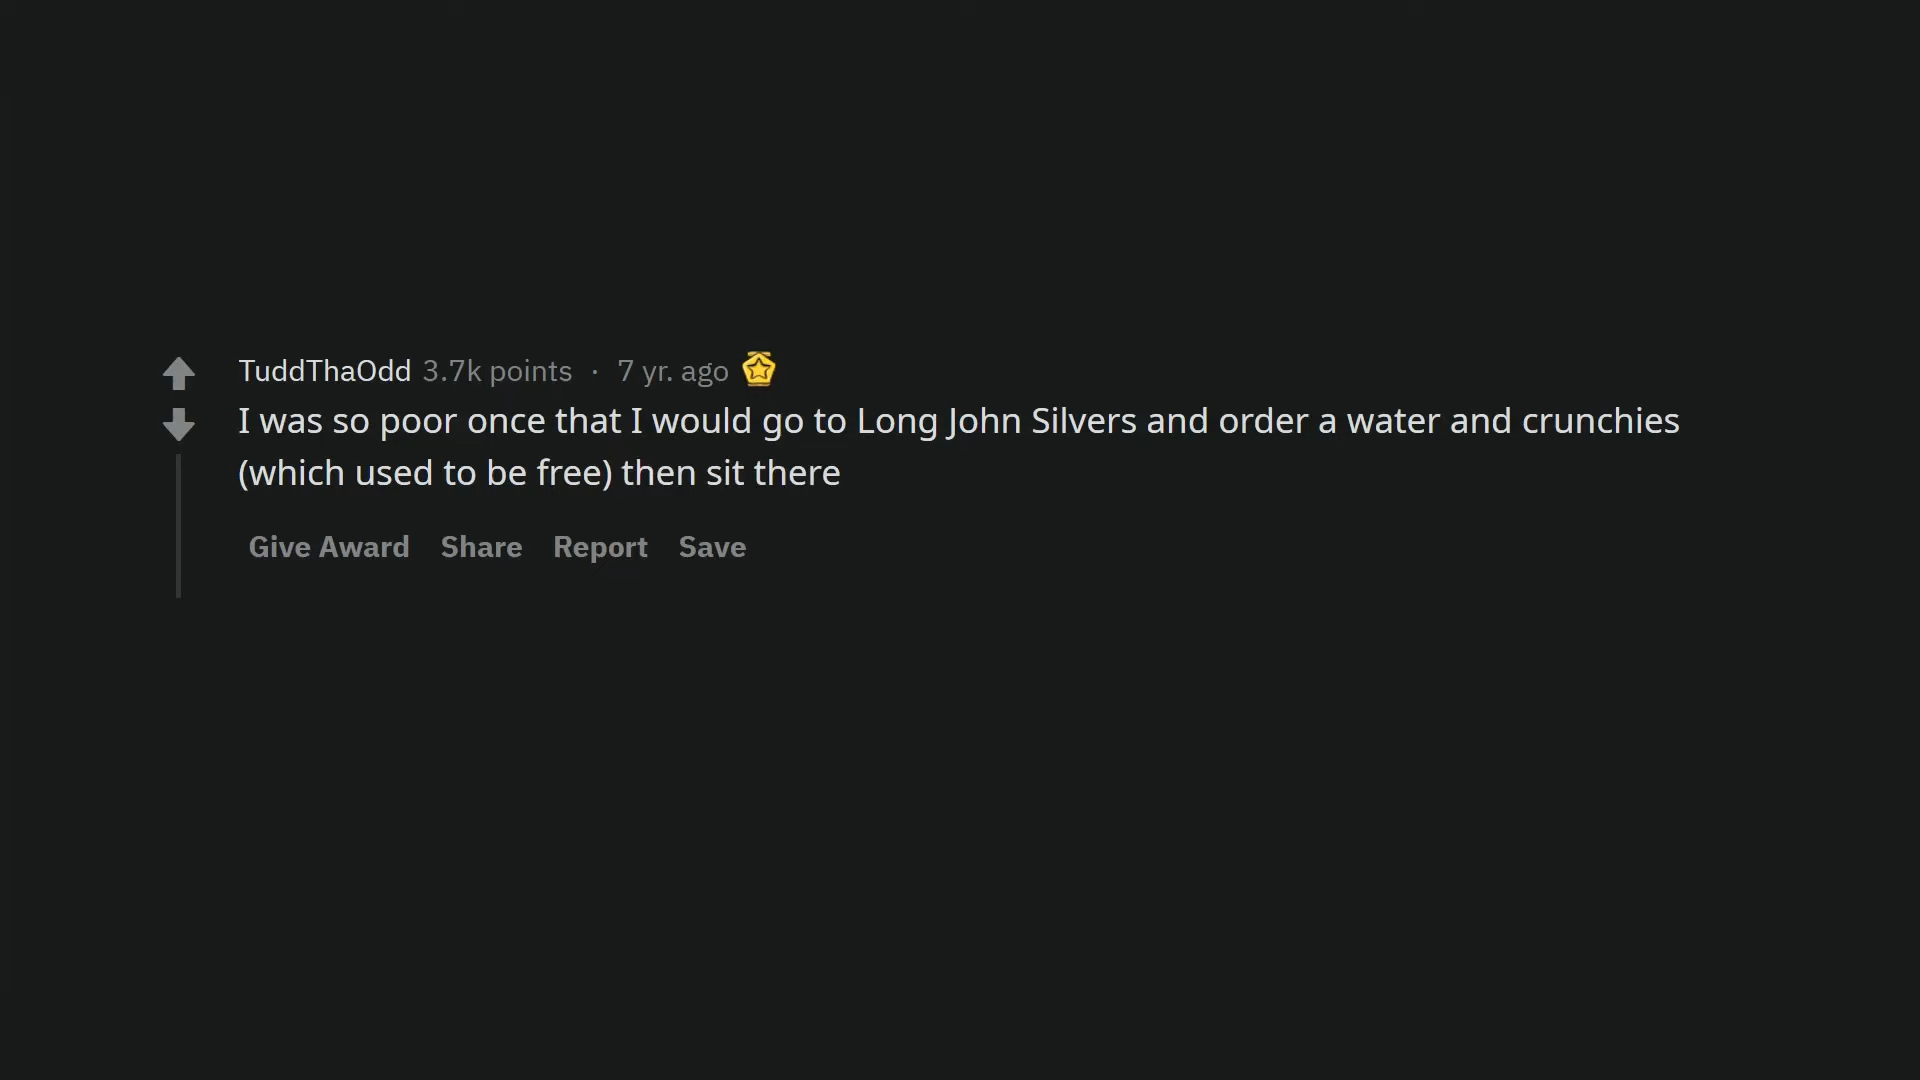 TuddThaOdd 3.7k points · 7 yr. ago
I was so poor once that I would go to Long John Silvers and order a water and crunchies
(which used to be free) then sit there
Give Award Share Report Save